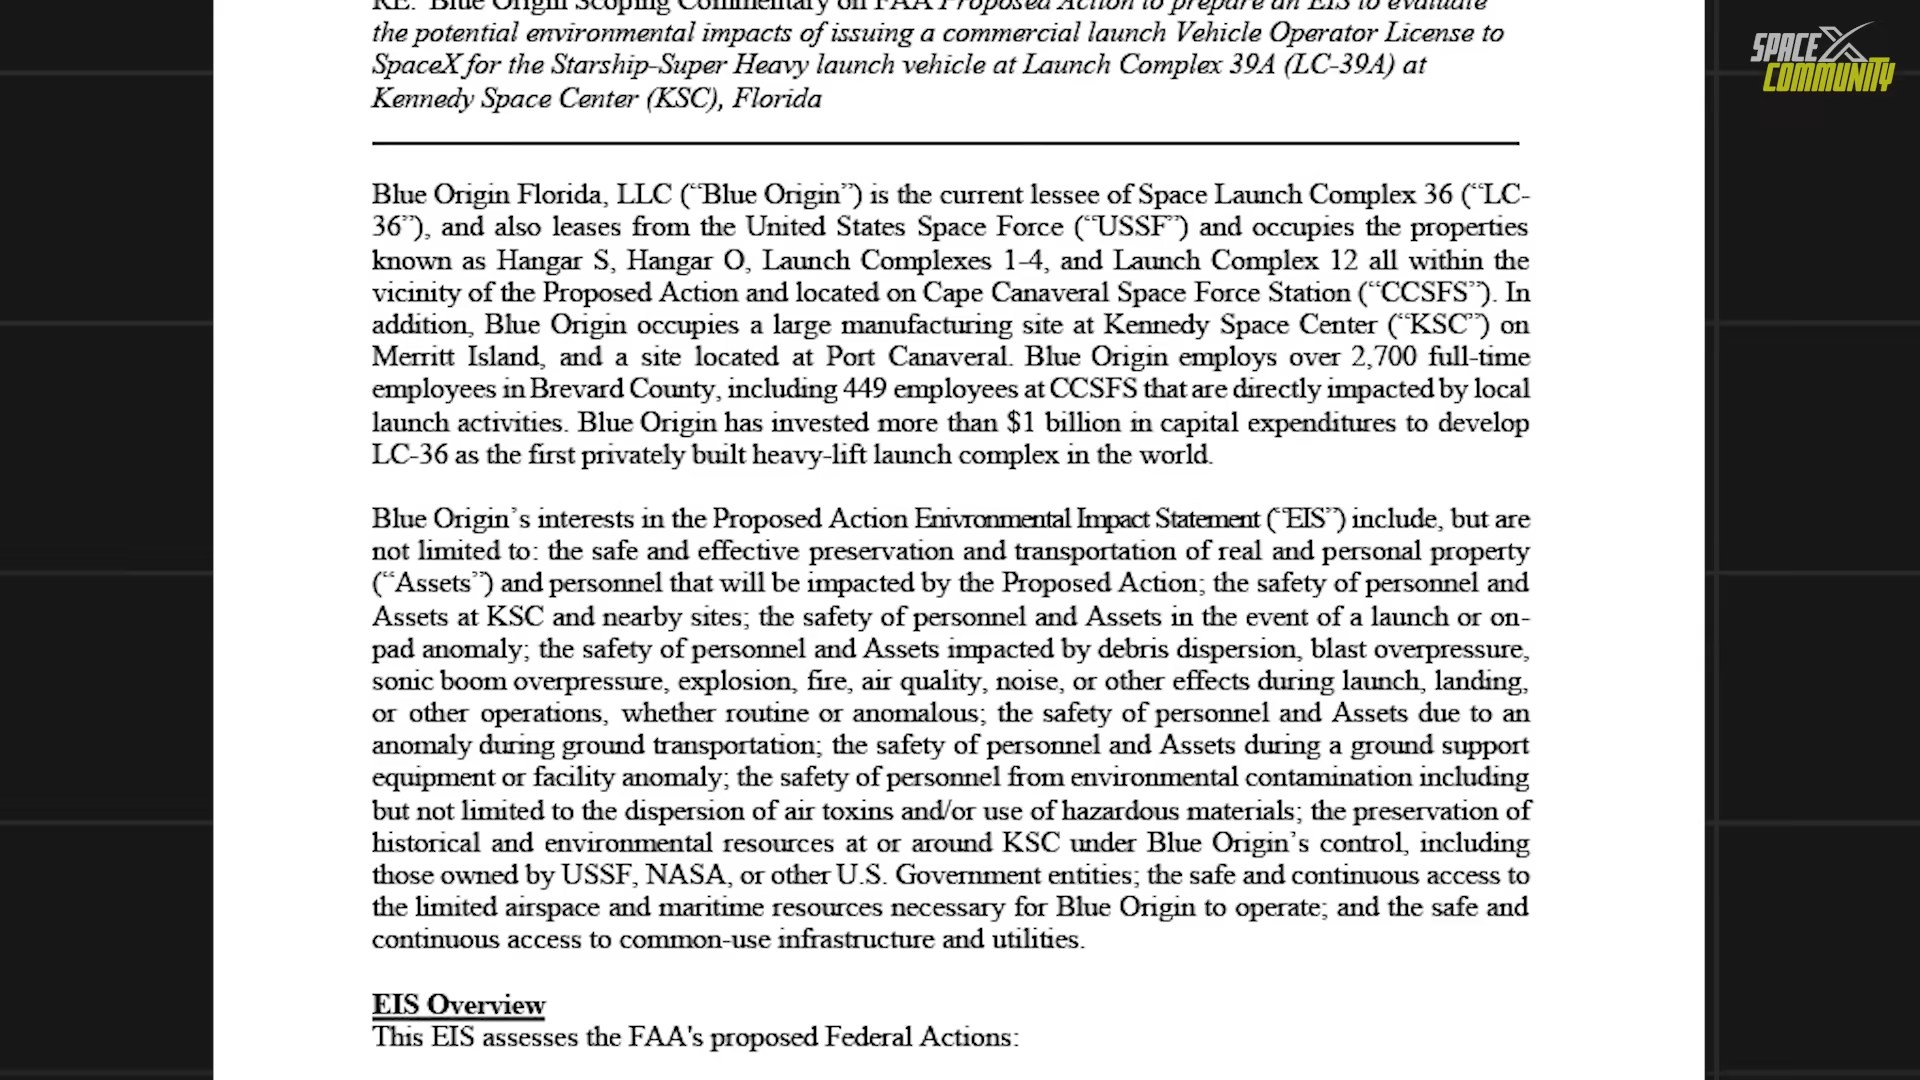 RE: Blue Origin Scoping Commentary on FAA Proposed Action to prepare an EIS to evaluate
the potential environmental impacts of issuing a commercial launch Vehicle Operator License to
SpaceX for the Starship-Super Heavy launch vehicle at Launch Complex 39A (LC-39A) at
Kennedy Space Center (KSC), Florida
SPACEX
COMMUNITY
Blue Origin Florida, LLC (“Blue Origin”) is the current lessee of Space Launch Complex 36 (“LC-
36”), and also leases from the United States Space Force (“USSF”) and occupies the properties
known as Hangar S, Hangar O, Launch Complexes 1-4, and Launch Complex 12 all within the
vicinity of the Proposed Action and located on Cape Canaveral Space Force Station (“CCSFS”). In
addition, Blue Origin occupies a large manufacturing site at Kennedy Space Center (“KSC”) on
Merritt Island, and a site located at Port Canaveral. Blue Origin employs over 2,700 full-time
employees in Brevard County, including 449 employees at CCSFS that are directly impacted by local
launch activities. Blue Origin has invested more than $1 billion in capital expenditures to develop
LC-36 as the first privately built heavy-lift launch complex in the world.
Blue Origin’s interests in the Proposed Action Enivronmental Impact Statement (“EIS”) include, but are
not limited to: the safe and effective preservation and transportation of real and personal property
(“Assets”) and personnel that will be impacted by the Proposed Action; the safety of personnel and
Assets at KSC and nearby sites; the safety of personnel and Assets in the event of a launch or on-
pad anomaly; the safety of personnel and Assets impacted by debris dispersion, blast overpressure,
sonic boom overpressure, explosion, fire, air quality, noise, or other effects during launch, landing,
or other operations, whether routine or anomalous; the safety of personnel and Assets due to an
anomaly during ground transportation; the safety of personnel and Assets during a ground support
equipment or facility anomaly; the safety of personnel from environmental contamination including
but not limited to the dispersion of air toxins and/or use of hazardous materials; the preservation of
historical and environmental resources at or around KSC under Blue Origin’s control, including
those owned by USSF, NASA, or other U.S. Government entities; the safe and continuous access to
the limited airspace and maritime resources necessary for Blue Origin to operate; and the safe and
continuous access to common-use infrastructure and utilities.
EIS Overview
This EIS assesses the FAA's proposed Federal Actions: